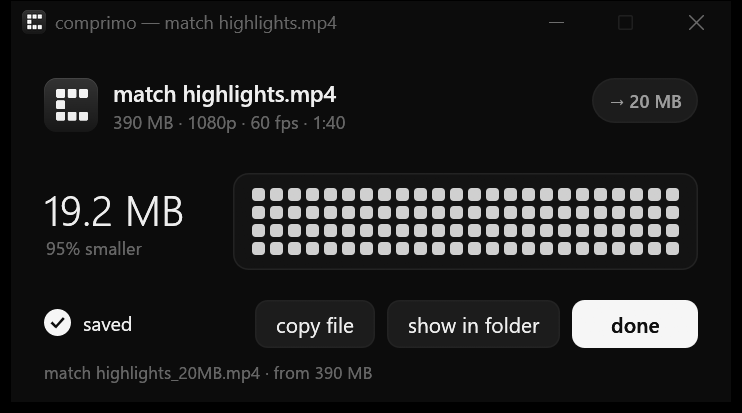 comprimo — match highlights.mp4
match highlights.mp4
390 MB · 1080p · 60 fps · 1:40
→ 20 MB
19.2 MB
95% smaller
saved
copy file
show in folder
done
match highlights_20MB.mp4 · from 390 MB